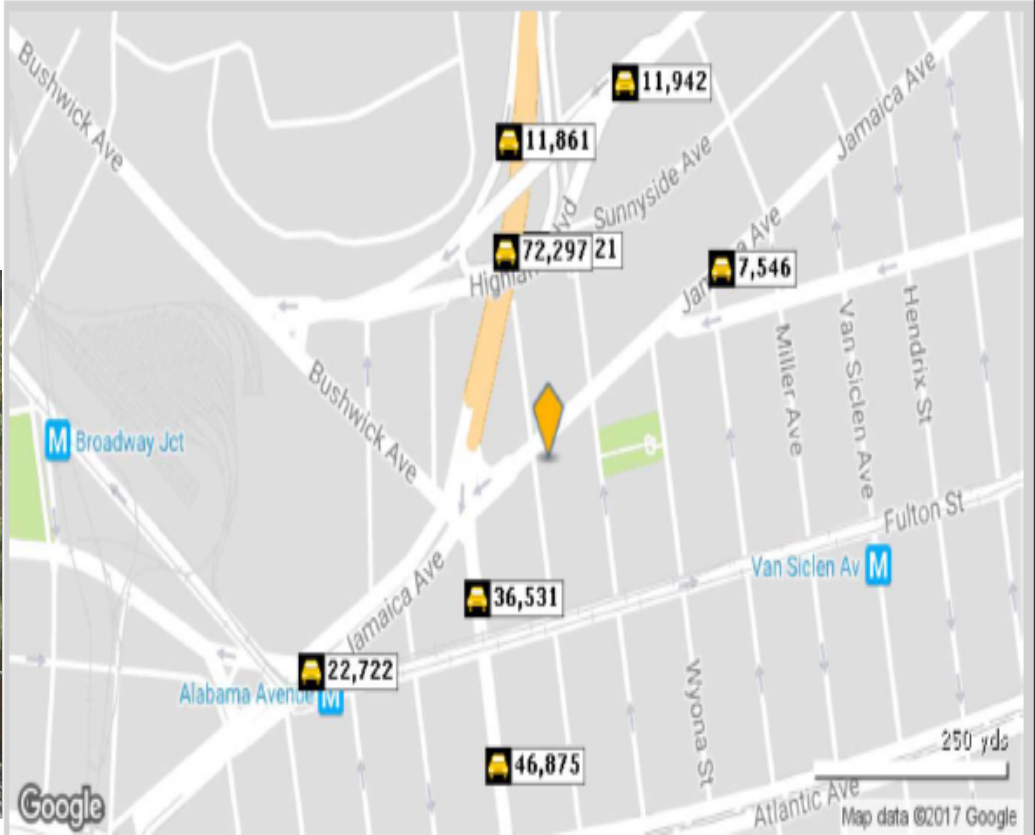 Bushwick Ave
11,942
Jamaica Ave
11,861
Sunnyside Ave
72,297
21
Jamaica Ave
7,546
Van Siclen Ave
Hendrix St
Miller Ave
Bushwick Ave
M Broadway Jct
Fulton St
Van Siclen Av M
36,531
Jamaica Ave
22,722
Alabama Avenue M
Wyona St
46,875
250 yds
Atlantic Ave
Google
Map data ©2017 Google